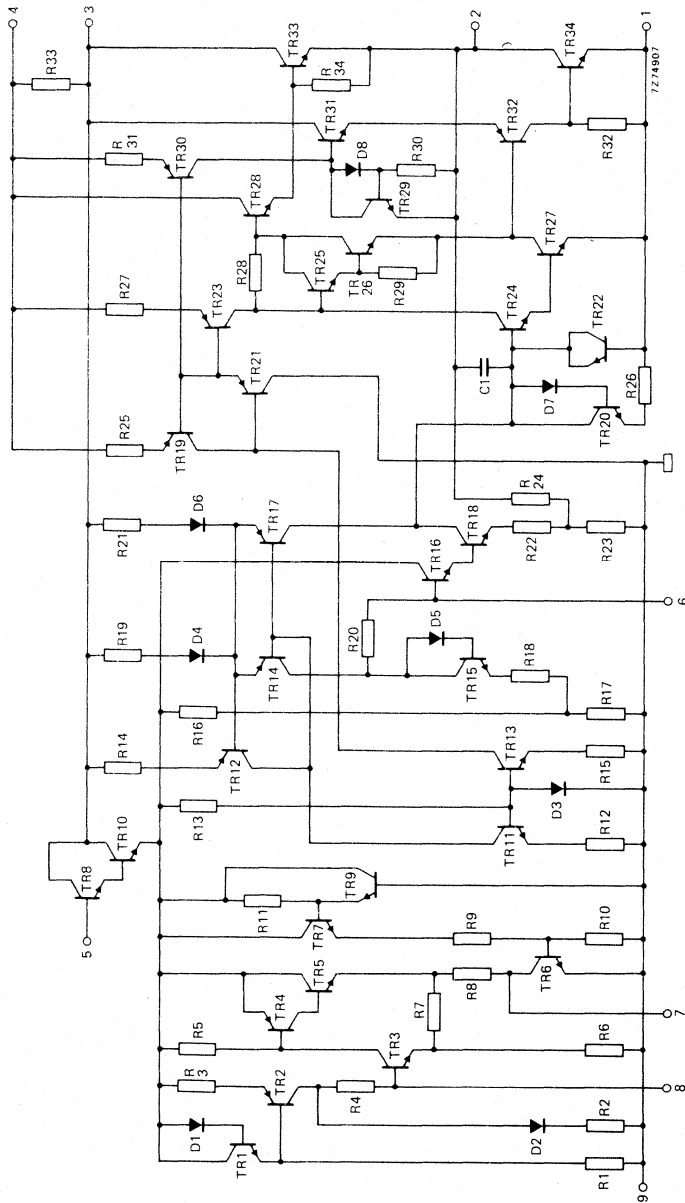 4
R33
3
5
TR8
TR10
D1
R 3
R5
TR1
TR2
TR4
TR5
R4
TR3
R7
R8
D2
R1
R2
R6
R11
TR7
TR9
R9
TR6
R10
R13
R14
R16
R19
R21
TR12
D4
D6
TR14
TR17
R20
D5
TR16
TR11
TR13
TR15
TR18
R18
D3
R12
R15
R17
R22
R23
R 24
R25
R27
R 31
TR19
TR23
TR30
TR21
R28
TR28
TR31
TR33
R 34
TR25
TR 26
R29
D8
TR29
R30
C1
TR24
TR27
TR32
2
D7
TR20
TR22
R26
R32
TR34
1
7Z74907
9
8
7
6